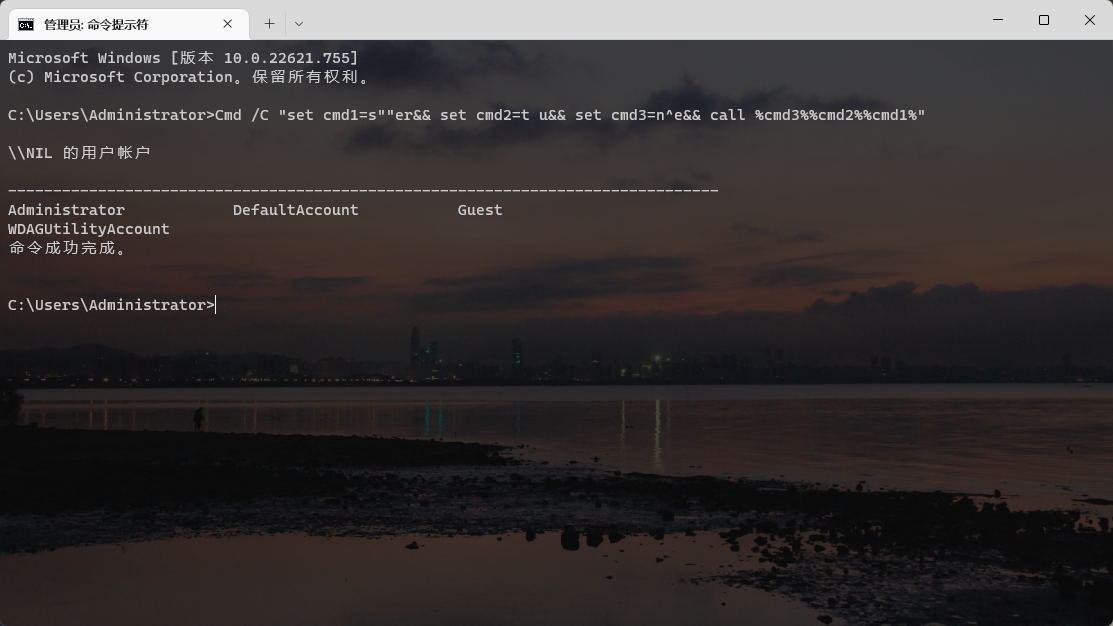 管理员: 命令提示符
Microsoft Windows [版本 10.0.22621.755]
(c) Microsoft Corporation。保留所有权利。
C:\Users\Administrator>Cmd /C "set cmd1=s""er&& set cmd2=t u&& set cmd3=n^e&& call %cmd3%%cmd2%%cmd1%"
\\NIL 的用户帐户
-------------------------------------------------------------------------------
Administrator            DefaultAccount           Guest
WDAGUtilityAccount
命令成功完成。
C:\Users\Administrator>